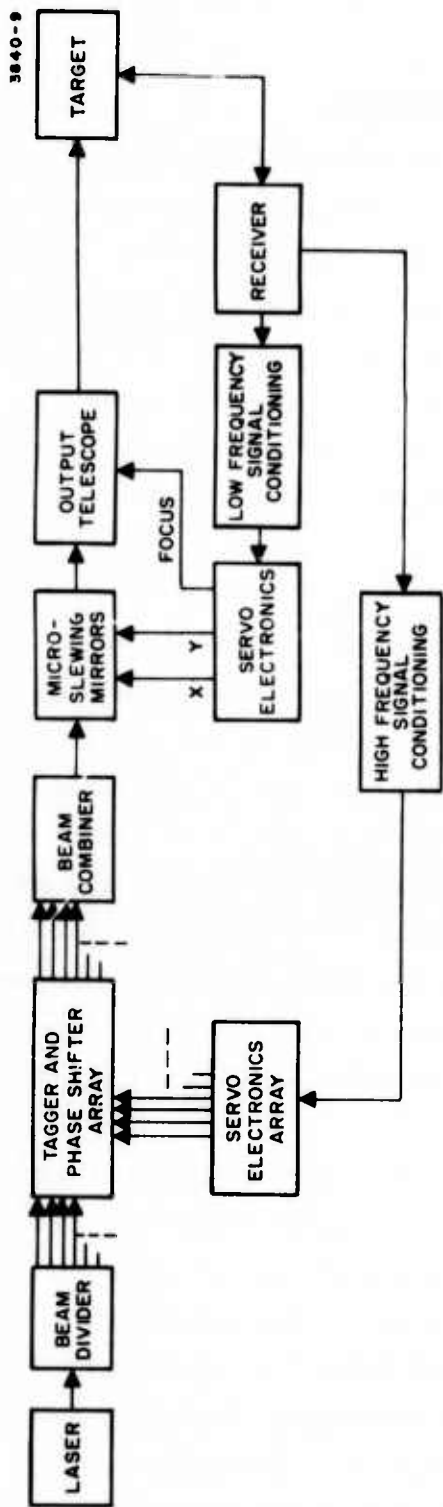 3840-9
LASER
BEAM
DIVIDER
TAGGER AND
PHASE SHIFTER
ARRAY
BEAM
COMBINER
MICRO-
SLEWING
MIRRORS
OUTPUT
TELESCOPE
TARGET
X
Y
FOCUS
SERVO
ELECTRONICS
LOW FREQUENCY
SIGNAL
CONDITIONING
RECEIVER
SERVO
ELECTRONICS
ARRAY
HIGH FREQUENCY
SIGNAL
CONDITIONING